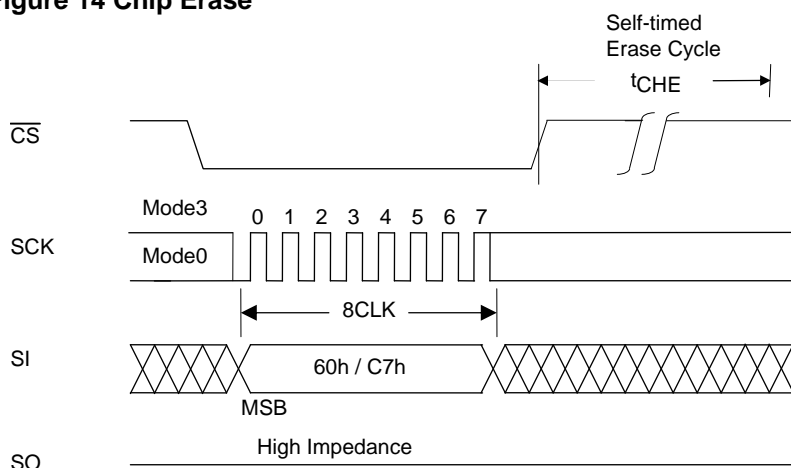 Figure 14 Chip Erase
Self-timed
Erase Cycle
tCHE
CS
Mode3
0 1 2 3 4 5 6 7
SCK
Mode0
8CLK
SI
60h / C7h
MSB
High Impedance
SO